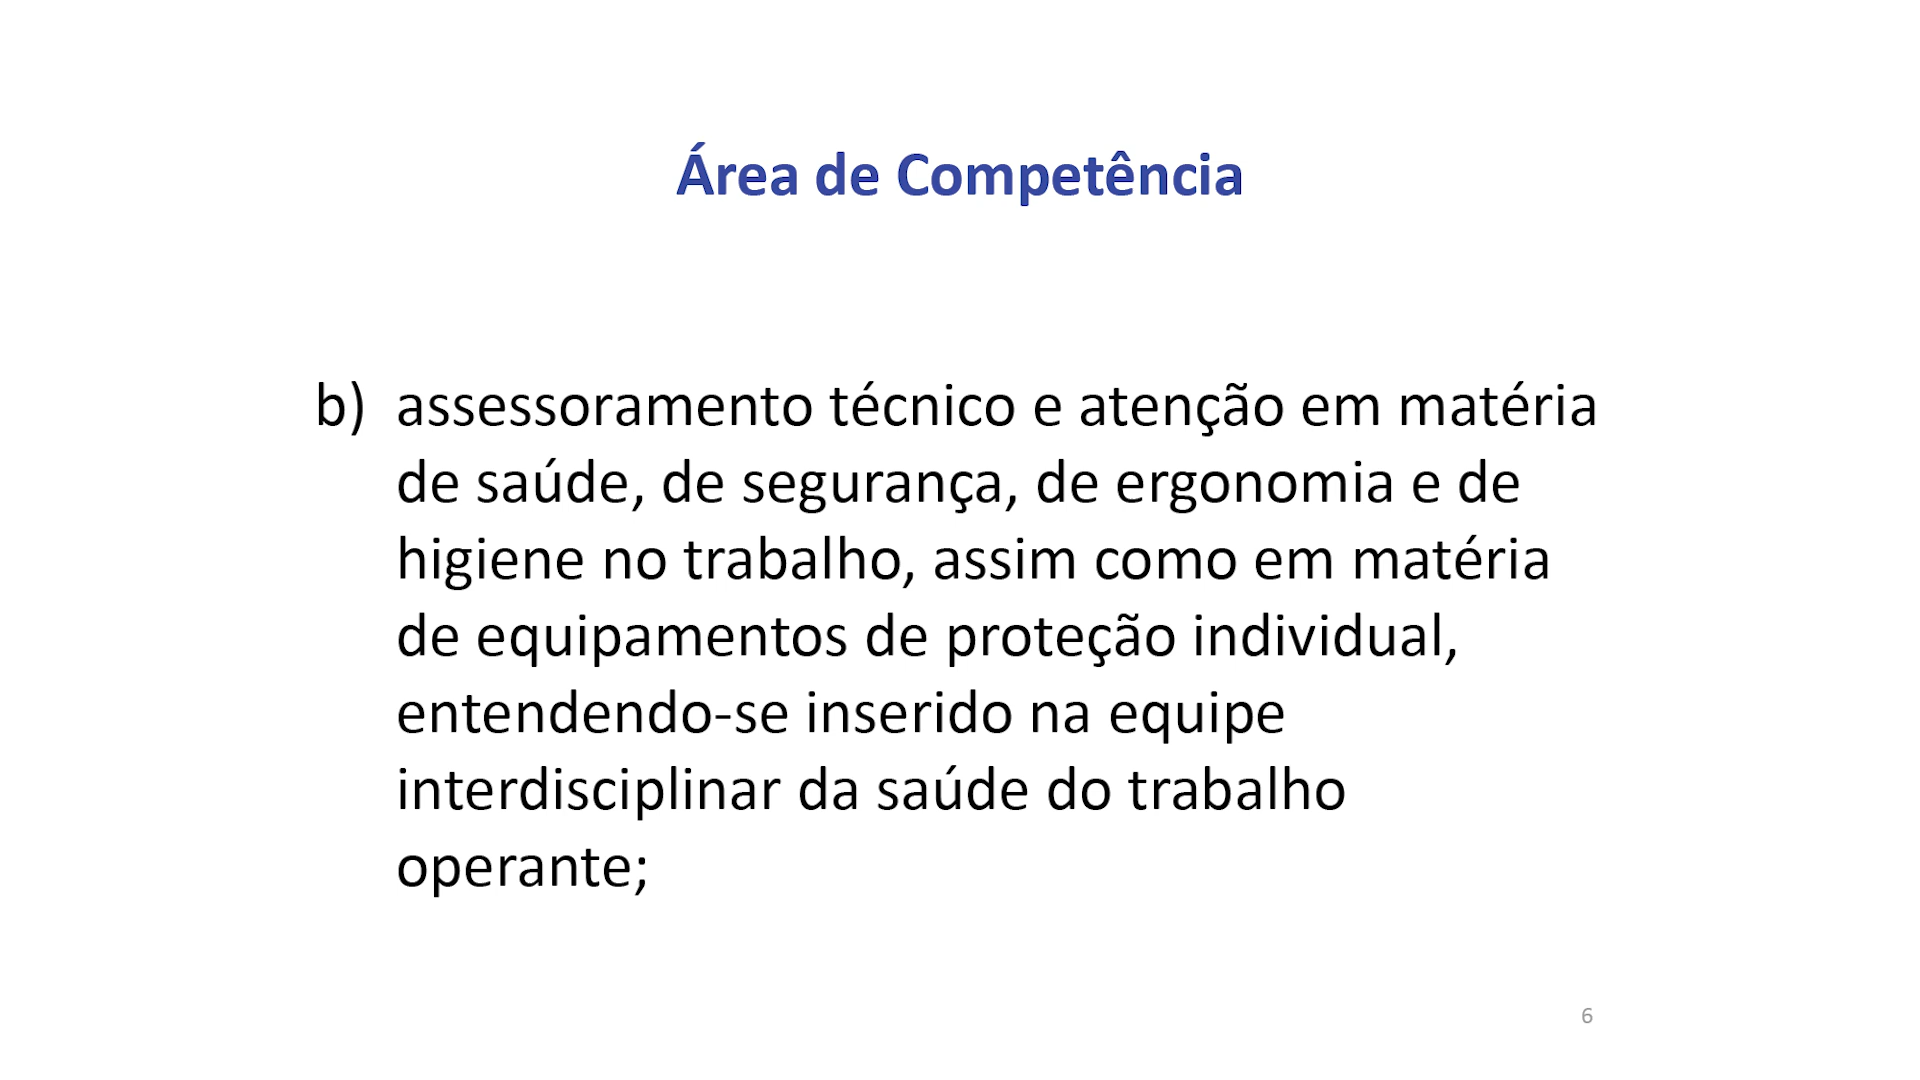 Área de Competência
b) assessoramento técnico e atenção em matéria
de saúde, de segurança, de ergonomia e de
higiene no trabalho, assim como em matéria
de equipamentos de proteção individual,
entendendo-se inserido na equipe
interdisciplinar da saúde do trabalho
operante;
6